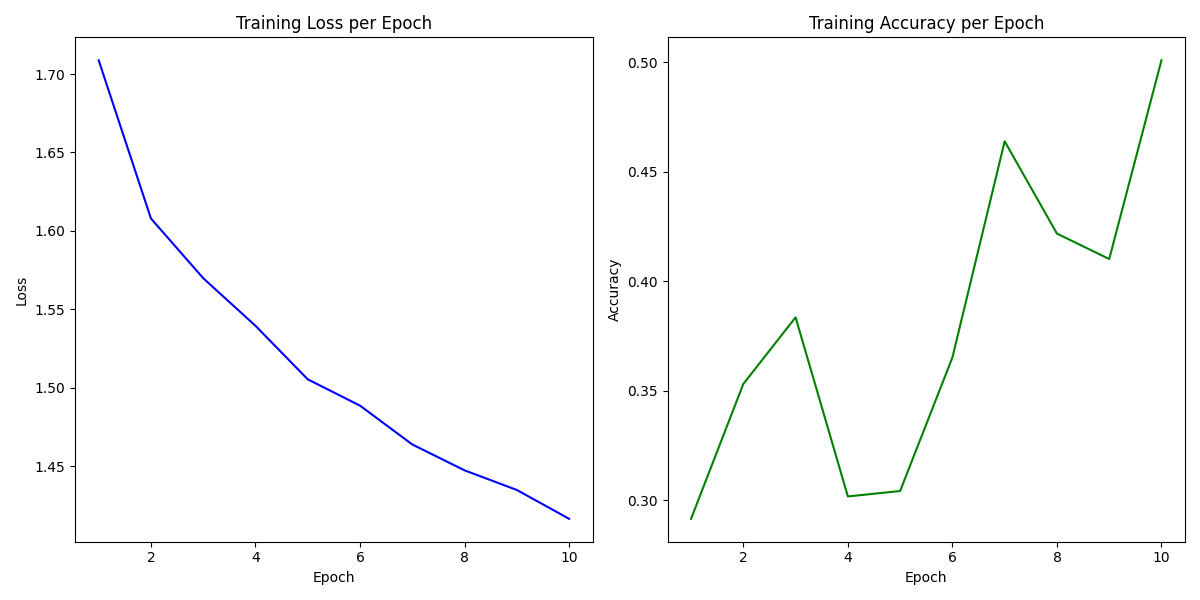 Training Loss per Epoch
1.70
1.65
1.60
1.55
1.50
1.45
Loss
2 4 6 8 10
Epoch
Training Accuracy per Epoch
0.50
0.45
0.40
0.35
0.30
Accuracy
2 4 6 8 10
Epoch